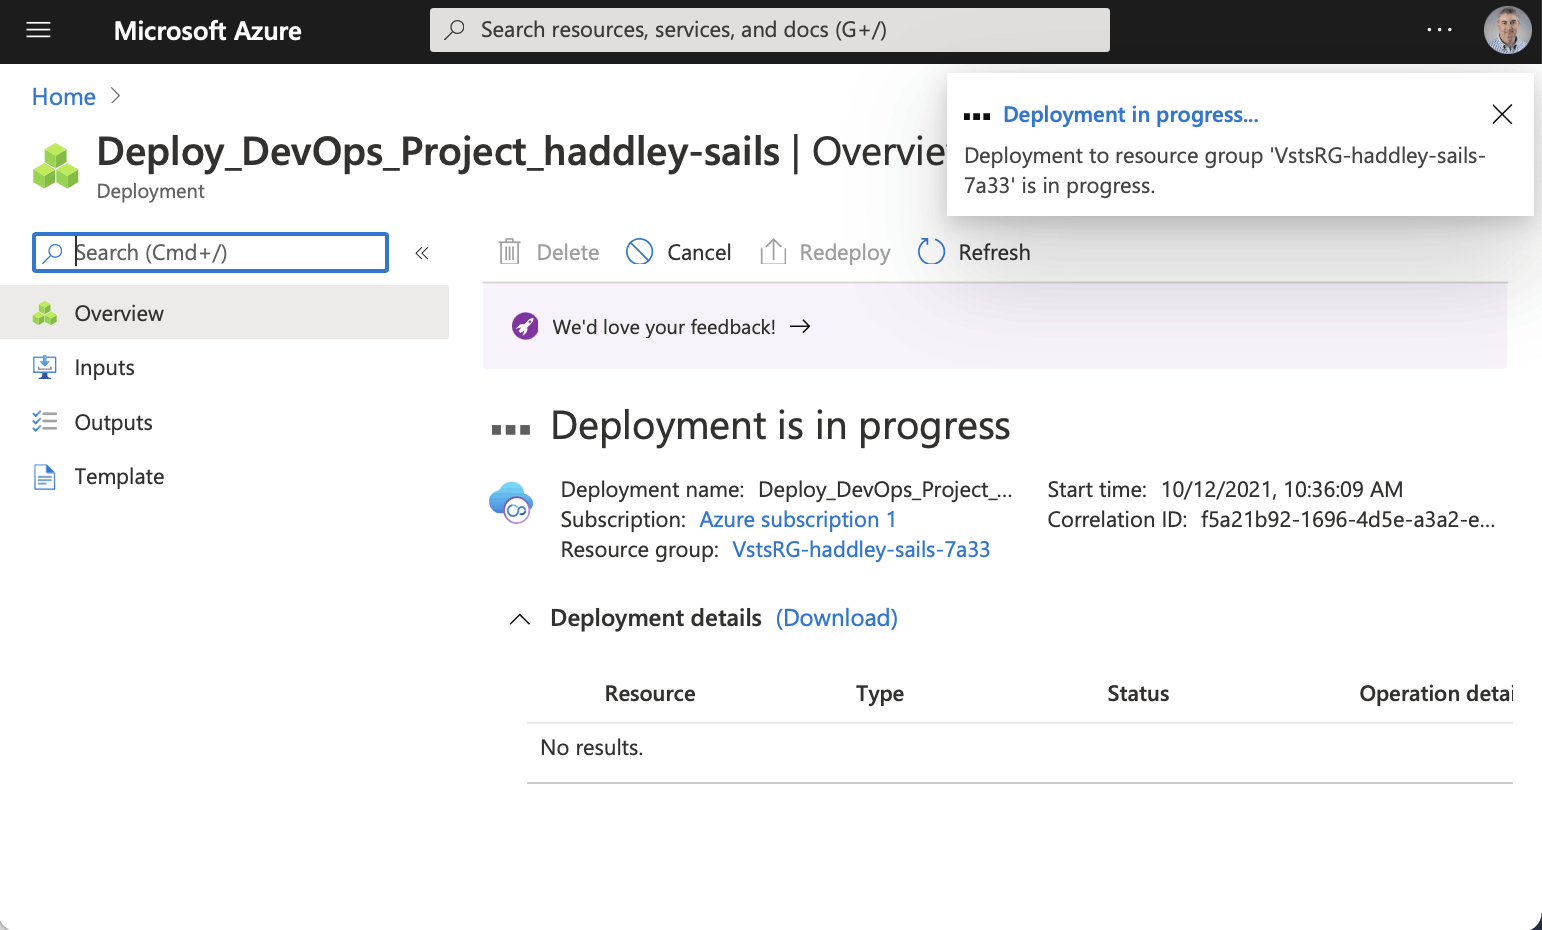 Microsoft Azure
Search resources, services, and docs (G+/)
Home
Deployment in progress...
Deployment to resource group 'VstsRG-haddley-sails-
7a33' is in progress.
Deploy_DevOps_Project_haddley-sails | Overvie
Deployment
Search (Cmd+/)
«
Delete
Cancel
Redeploy
Refresh
Overview
Inputs
Outputs
Template
We'd love your feedback! →
Deployment is in progress
Deployment name: Deploy_DevOps_Project_...
Subscription: Azure subscription 1
Resource group: VstsRG-haddley-sails-7a33
Start time: 10/12/2021, 10:36:09 AM
Correlation ID: f5a21b92-1696-4d5e-a3a2-e...
Deployment details (Download)
Resource Type Status Operation detai
No results.